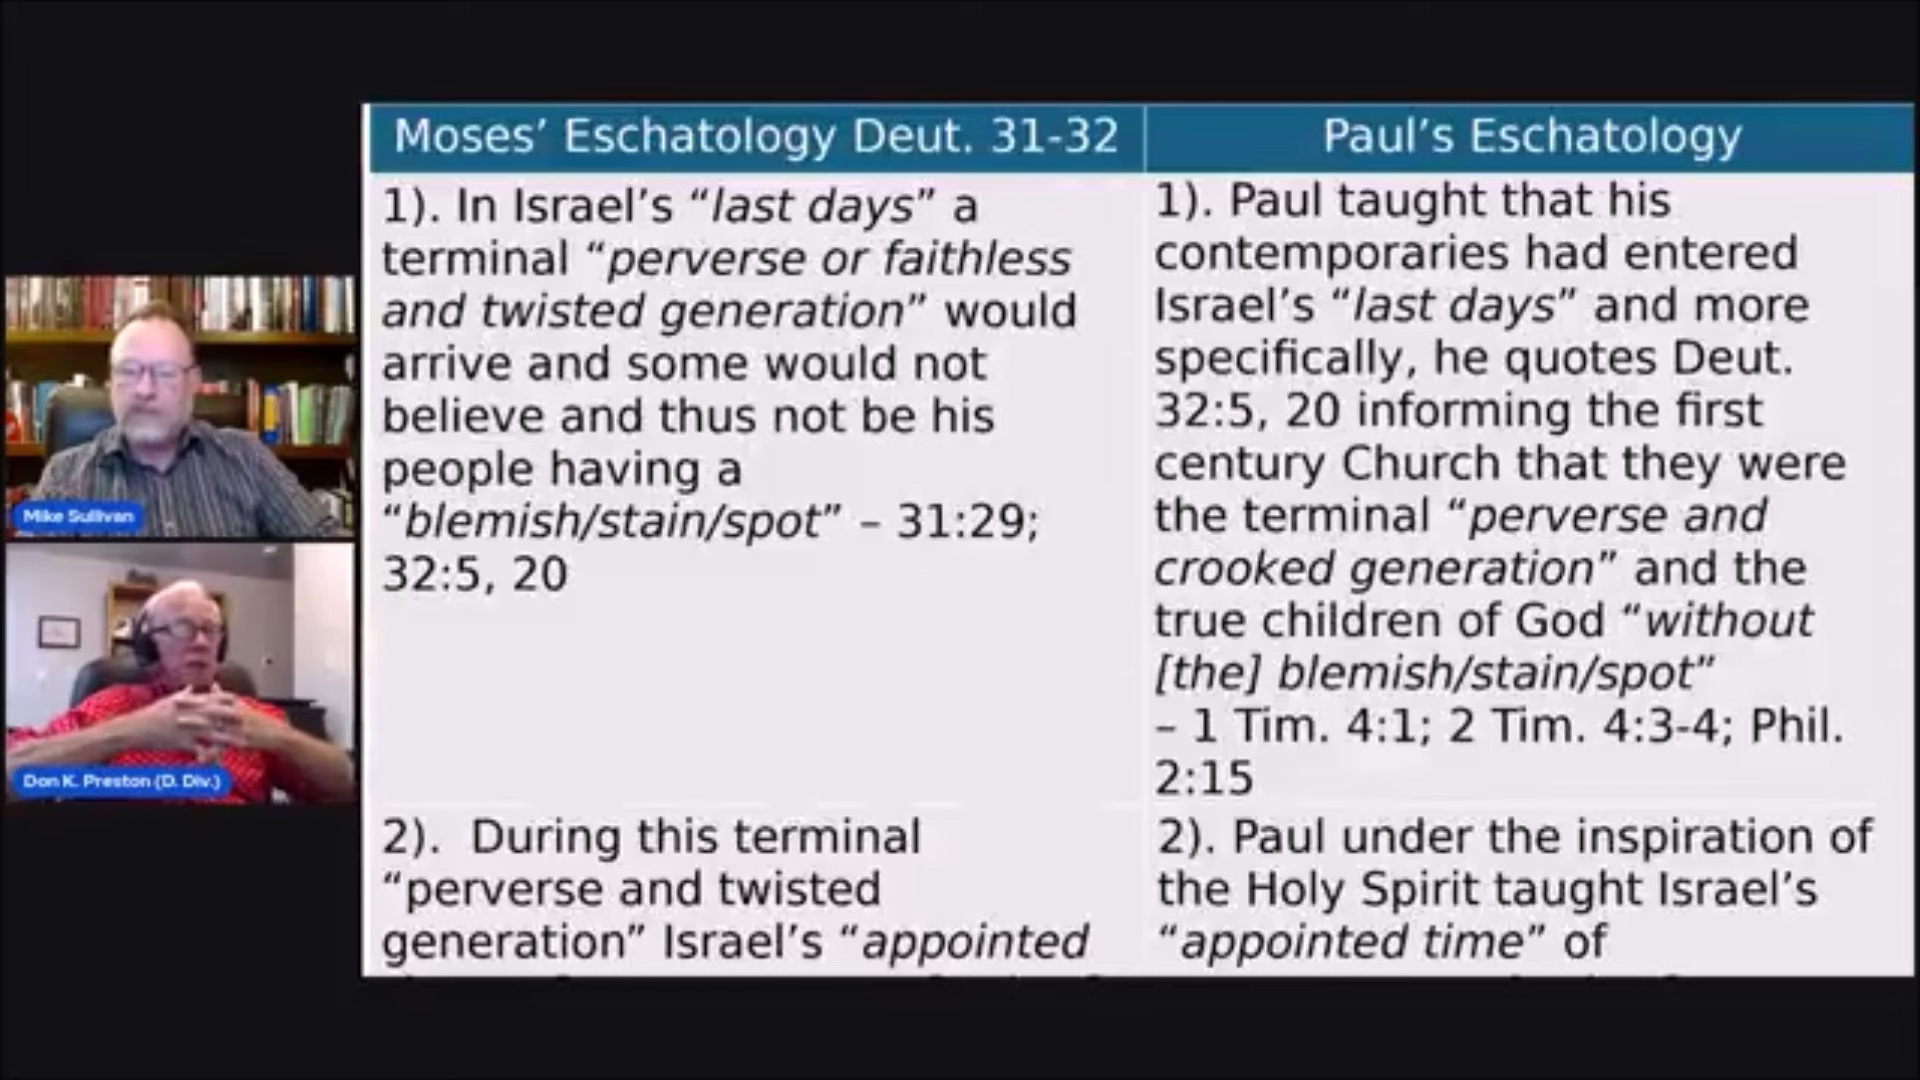 Moses’ Eschatology Deut. 31-32
1). In Israel’s “last days” a
terminal “perverse or faithless
and twisted generation” would
arrive and some would not
believe and thus not be his
people having a
“blemish/stain/spot” – 31:29;
32:5, 20
2).  During this terminal
“perverse and twisted
generation” Israel’s “appointed
Paul’s Eschatology
1). Paul taught that his
contemporaries had entered
Israel’s “last days” and more
specifically, he quotes Deut.
32:5, 20 informing the first
century Church that they were
the terminal “perverse and
crooked generation” and the
true children of God “without
[the] blemish/stain/spot”
– 1 Tim. 4:1; 2 Tim. 4:3-4; Phil.
2:15
2). Paul under the inspiration of
the Holy Spirit taught Israel’s
“appointed time” of
Mike Sullivan
Don K. Preston (D. Div.)